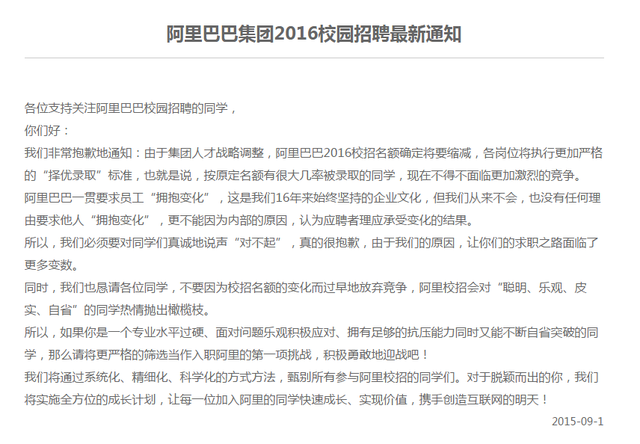 阿里巴巴集团2016校园招聘最新通知
各位支持关注阿里巴巴校园招聘的同学，
你们好：
我们非常抱歉地通知：由于集团人才战略调整，阿里巴巴2016校招名额确定将要缩减，各岗位将执行更加严格
的“择优录取”标准，也就是说，按原定名额有很大几率被录取的同学，现在不得不面临更加激烈的竞争。
阿里巴巴一贯要求员工“拥抱变化”，这是我们16年来始终坚持的企业文化，但我们从来不会，也没有任何理
由要求他人“拥抱变化”，更不能因为内部的原因，认为应聘者理应承受变化的结果。
所以，我们必须要对同学们真诚地说声“对不起”，真的很抱歉，由于我们的原因，让你们的求职之路面临了
更多变数。
同时，我们也恳请各位同学，不要因为校招名额的变化而过早地放弃竞争，阿里校招会对“聪明、乐观、皮
实、自省”的同学热情抛出橄榄枝。
所以，如果你是一个专业水平过硬、面对问题乐观积极应对、拥有足够的抗压能力同时又能不断自省突破的同
学，那么请将更严格的筛选当作入职阿里的第一项挑战，积极勇敢地迎战吧！
我们将通过系统化、精细化、科学化的方式方法，甄别所有参与阿里校招的同学们。对于脱颖而出的你，我们
将实施全方位的成长计划，让每一位加入阿里的同学快速成长、实现价值，携手创造互联网的明天！
2015-09-1